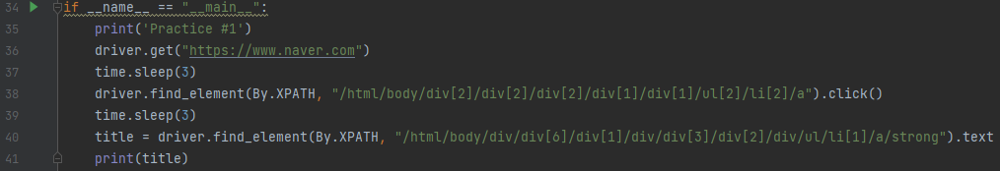 34 if __name__ == "__main__":
35 print('Practice #1')
36 driver.get("https://www.naver.com")
37 time.sleep(3)
38 driver.find_element(By.XPATH, "/html/body/div[2]/div[2]/div[2]/div[1]/div[1]/ul[2]/li[2]/a").click()
39 time.sleep(3)
40 title = driver.find_element(By.XPATH, "/html/body/div/div[6]/div[1]/div/div[3]/div[2]/div/ul/li[1]/a/strong").text
41 print(title)